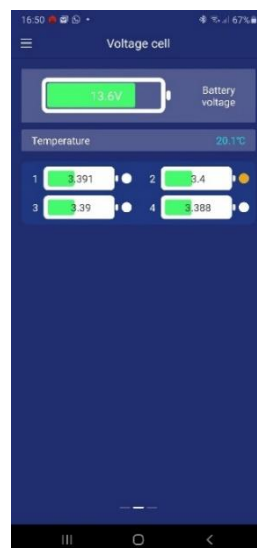 16:50 67%
Voltage cell
13.6V Battery voltage
Temperature 20.1℃
1 3.391 2 3.4
3 3.39 4 3.388